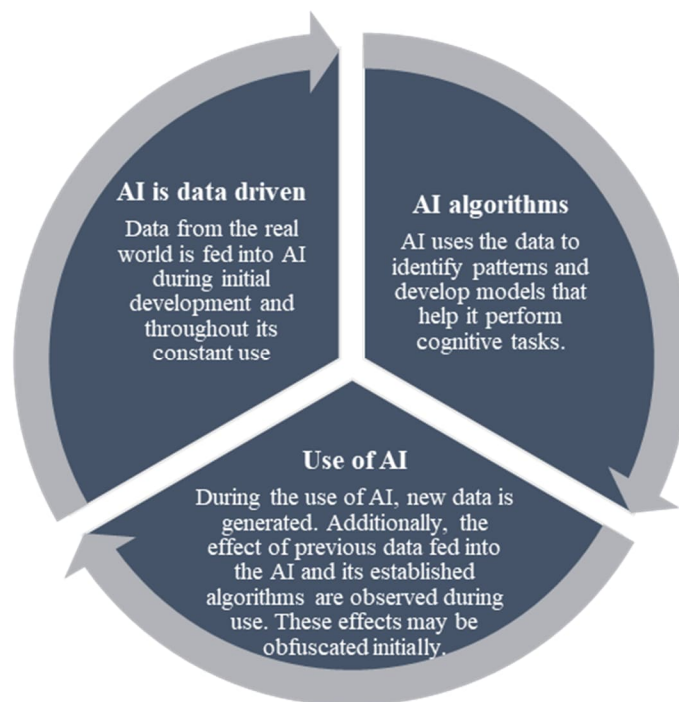 AI is data driven
Data from the real
world is fed into AI
during initial
development and
throughout its
constant use
AI algorithms
AI uses the data to
identify patterns and
develop models that
help it perform
cognitive tasks.
Use of AI
During the use of AI, new data is
generated. Additionally, the
effect of previous data fed into
the AI and its established
algorithms are observed during
use. These effects may be
obfuscated initially.